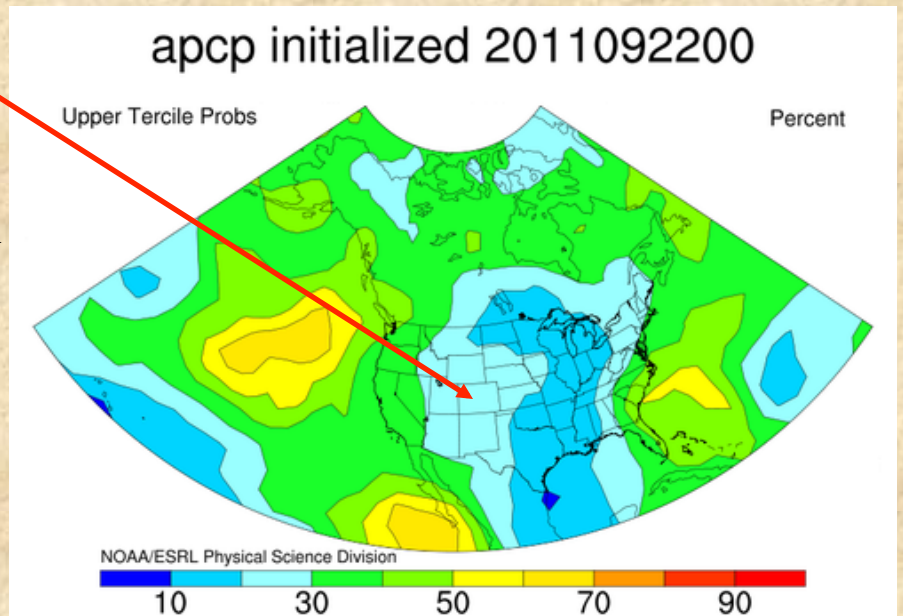 apcp initialized 2011092200
Upper Tercile Probs Percent
NOAA/ESRL Physical Science Division
10 30 50 70 90